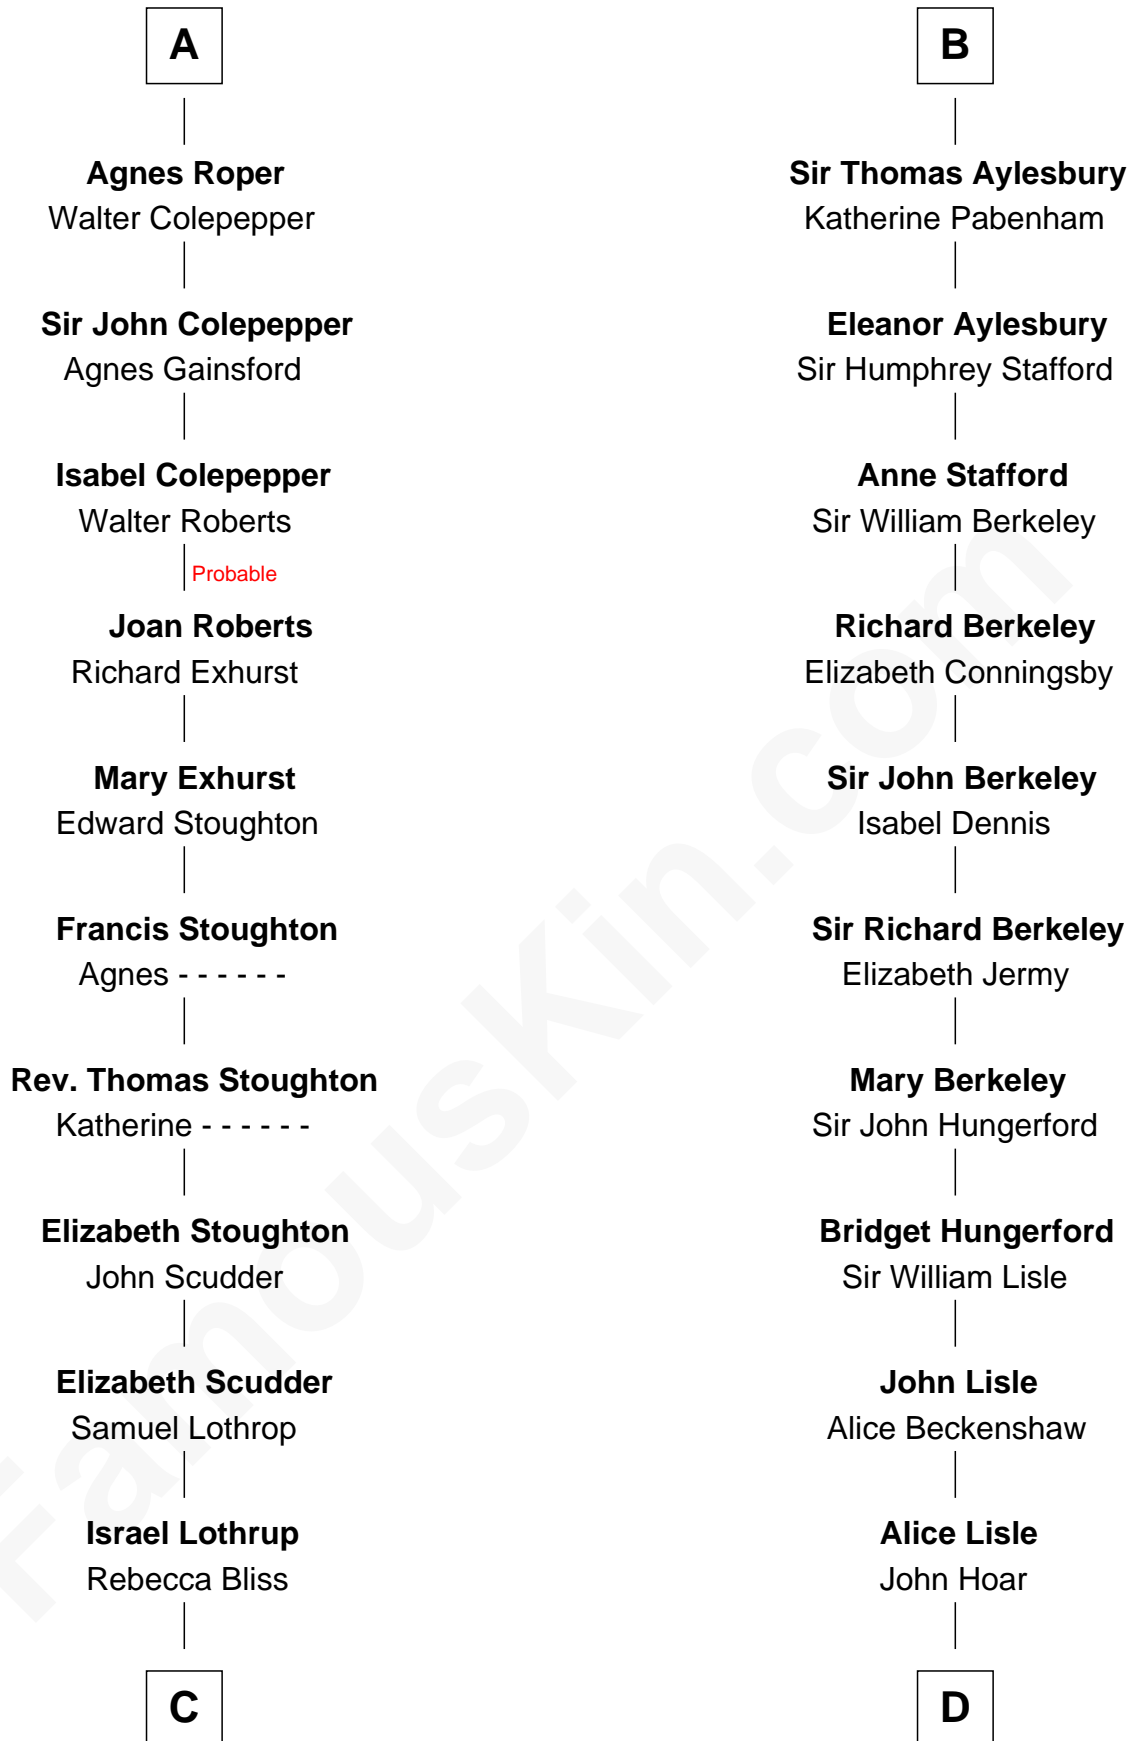 A
Agnes Roper
Walter Colepepper
Sir John Colepepper
Agnes Gainsford
Isabel Colepepper
Walter Roberts
Probable
Joan Roberts
Richard Exhurst
Mary Exhurst
Edward Stoughton
Francis Stoughton
Agnes - - - - - -
Rev. Thomas Stoughton
Katherine - - - - - -
Elizabeth Stoughton
John Scudder
Elizabeth Scudder
Samuel Lothrop
Israel Lothrup
Rebecca Bliss
C
B
Sir Thomas Aylesbury
Katherine Pabenham
Eleanor Aylesbury
Sir Humphrey Stafford
Anne Stafford
Sir William Berkeley
Richard Berkeley
Elizabeth Conningsby
Sir John Berkeley
Isabel Dennis
Sir Richard Berkeley
Elizabeth Jermy
Mary Berkeley
Sir John Hungerford
Bridget Hungerford
Sir William Lisle
John Lisle
Alice Beckenshaw
Alice Lisle
John Hoar
D
FamousKin.com